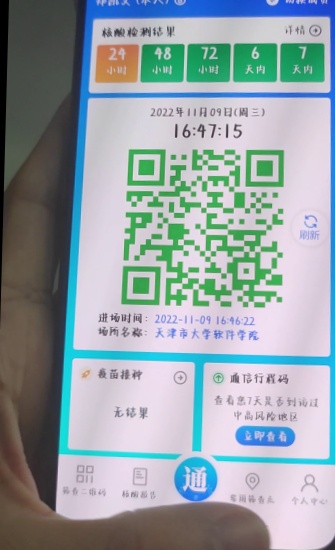 核酸检测结果 详情
24 48 72 6 7
小时 小时 小时 天内 天内
2022年11月09日(周三)
16:47:15
刷新
进场时间: 2022-11-09 16:46:22
场所名称: 天津市大学软件学院
疫苗接种
无结果
通信行程码
查看您7天是否到访过
中高风险地区
立即查看
通
核酸报告
个人中心